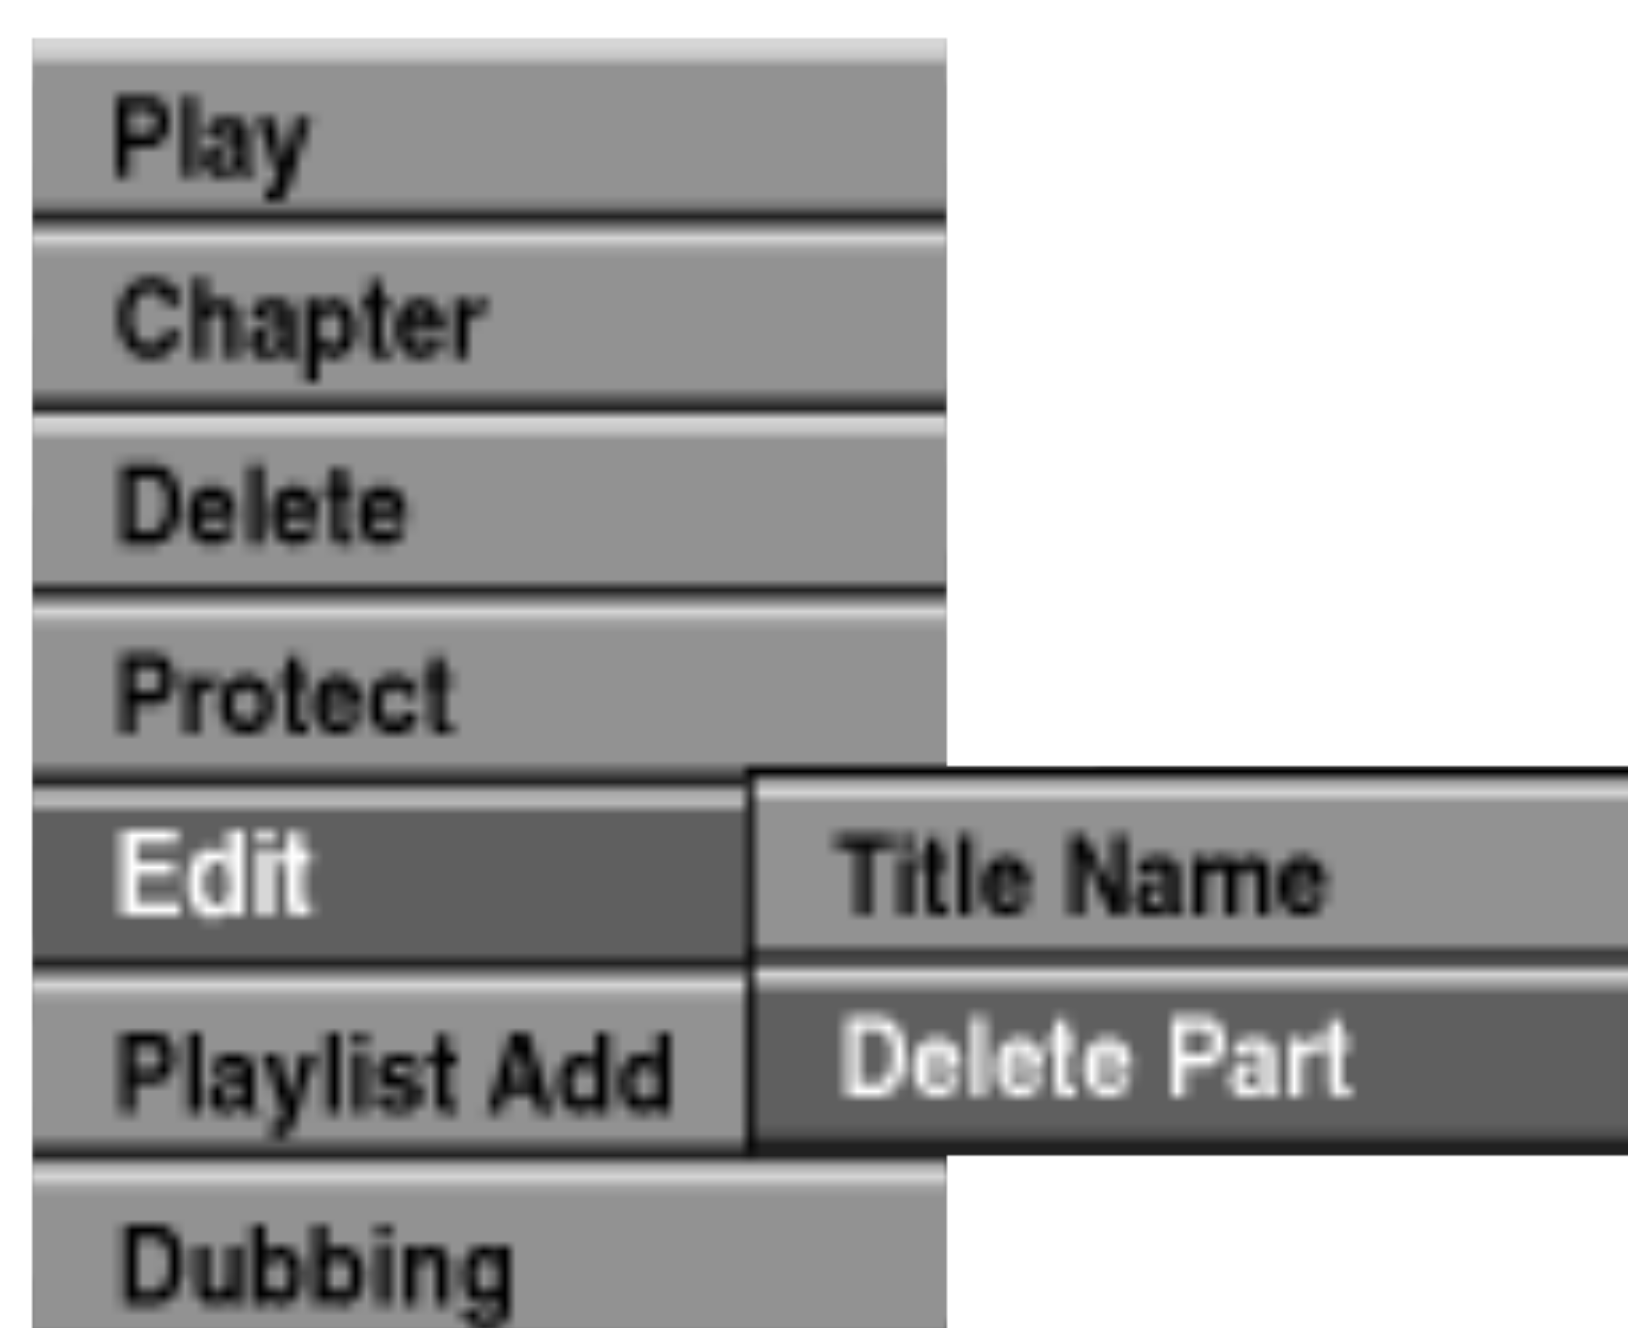 Play
Chapter
Delete
Protect
Edit
Title Name
Playlist Add
Delete Part
Dubbing